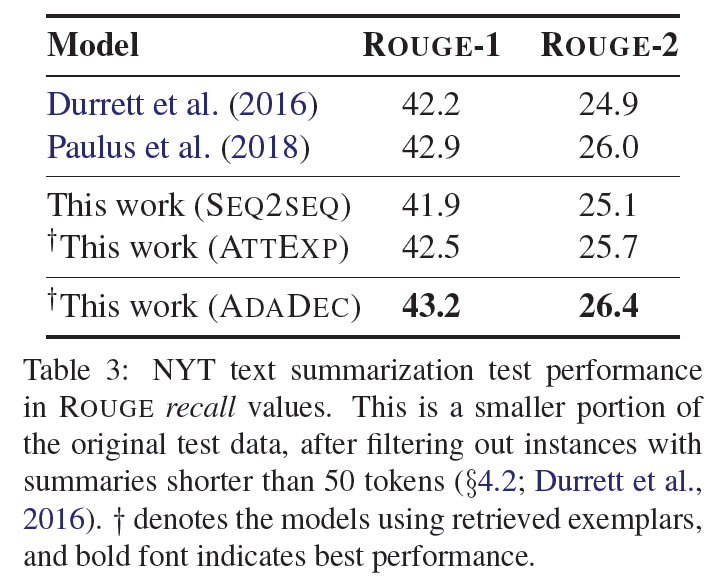 Model ROUGE-1 ROUGE-2
Durrett et al. (2016) 42.2 24.9
Paulus et al. (2018) 42.9 26.0
This work (SEQ2SEQ) 41.9 25.1
†This work (ATTEXP) 42.5 25.7
†This work (ADADEC) 43.2 26.4
Table 3: NYT text summarization test performance
in ROUGE recall values. This is a smaller portion of
the original test data, after filtering out instances with
summaries shorter than 50 tokens (§4.2; Durrett et al.,
2016). † denotes the models using retrieved exemplars,
and bold font indicates best performance.